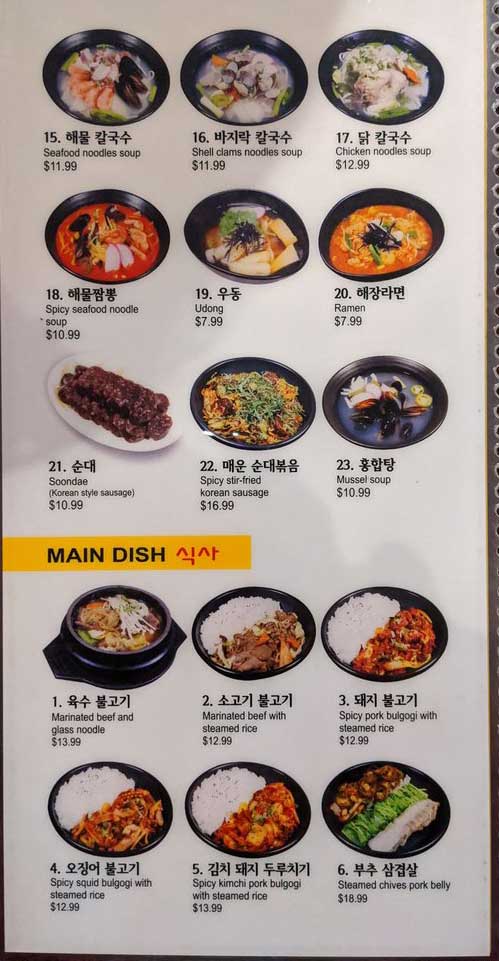 15. 해물 칼국수
Seafood noodles soup
$11.99
16. 바지락 칼국수
Shell clams noodles soup
$11.99
17. 닭 칼국수
Chicken noodles soup
$12.99
18. 해물짬뽕
Spicy seafood noodle
soup
$10.99
19. 우동
Udong
$7.99
20. 해장라면
Ramen
$7.99
21. 순대
Soondae
(Korean style sausage)
$10.99
22. 매운 순대볶음
Spicy stir-fried
korean sausage
$16.99
23. 홍합탕
Mussel soup
$10.99
MAIN DISH 식사
1. 육수 불고기
Marinated beef and
glass noodle
$13.99
2. 소고기 불고기
Marinated beef with
steamed rice
$12.99
3. 돼지 불고기
Spicy pork bulgogi with
steamed rice
$12.99
4. 오징어 불고기
Spicy squid bulgogi with
steamed rice
$12.99
5. 김치 돼지 두루치기
Spicy kimchi pork bulgogi
with steamed rice
$13.99
6. 부추 삼겹살
Steamed chives pork belly
$18.99